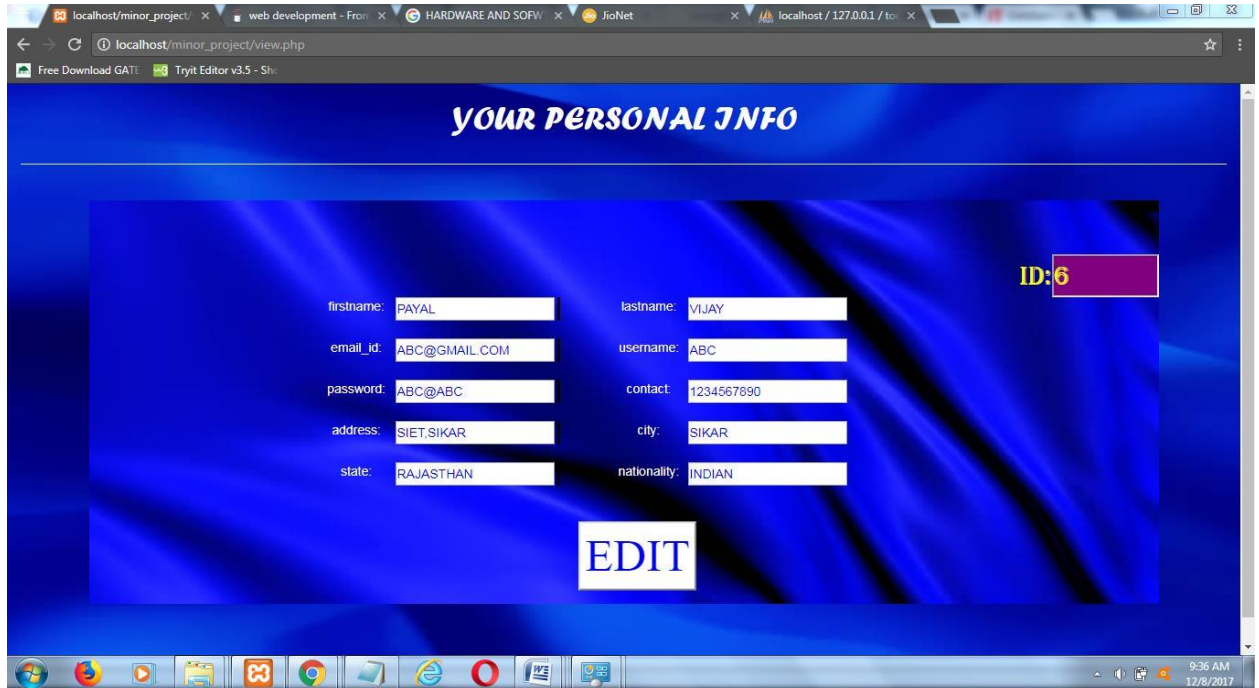 localhost/minor_project/
web development - Fron
HARDWARE AND SOFW
JioNet
localhost / 127.0.0.1 / to
localhost/minor_project/view.php
Free Download GATE
Tryit Editor v3.5 - Sho
YOUR PERSONAL INFO
ID:6
firstname: PAYAL lastname: VIJAY
email_id: ABC@GMAIL.COM username: ABC
password: ABC@ABC contact: 1234567890
address: SIET,SIKAR city: SIKAR
state: RAJASTHAN nationality: INDIAN
EDIT
9:36 AM
12/8/2017